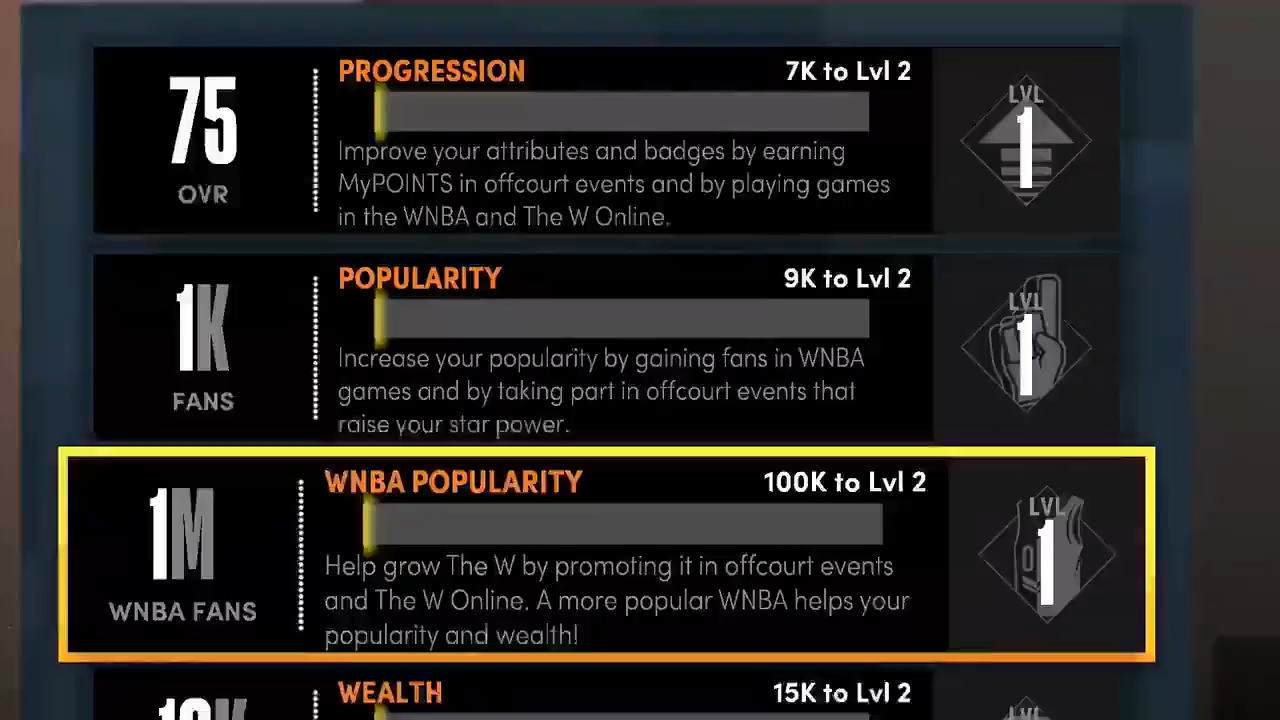 PROGRESSION 7K to Lvl 2
75
OVR
Improve your attributes and badges by earning
MyPOINTS in offcourt events and by playing games
in the WNBA and The W Online.
LVL
1
POPULARITY 9K to Lvl 2
1K
FANS
Increase your popularity by gaining fans in WNBA
games and by taking part in offcourt events that
raise your star power.
LVL
1
WNBA POPULARITY 100K to Lvl 2
1M
WNBA FANS
Help grow The W by promoting it in offcourt events
and The W Online. A more popular WNBA helps your
popularity and wealth!
LVL
1
WEALTH 15K to Lvl 2
LVL